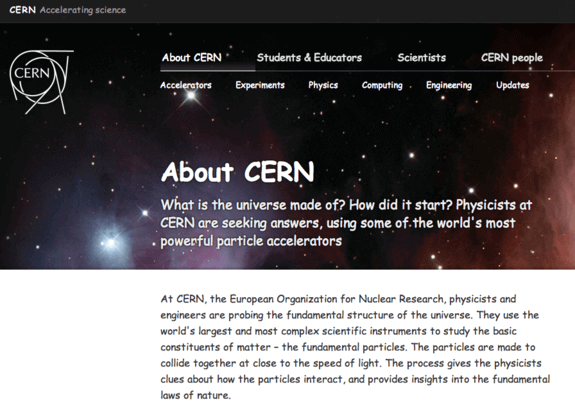 CERN Accelerating science
CERN
About CERN Students & Educators Scientists CERN people
Accelerators Experiments Physics Computing Engineering Updates
About CERN
What is the universe made of? How did it start? Physicists at
CERN are seeking answers, using some of the world's most
powerful particle accelerators
At CERN, the European Organization for Nuclear Research, physicists and
engineers are probing the fundamental structure of the universe. They use the
world's largest and most complex scientific instruments to study the basic
constituents of matter – the fundamental particles. The particles are made to
collide together at close to the speed of light. The process gives the physicists
clues about how the particles interact, and provides insights into the fundamental
laws of nature.